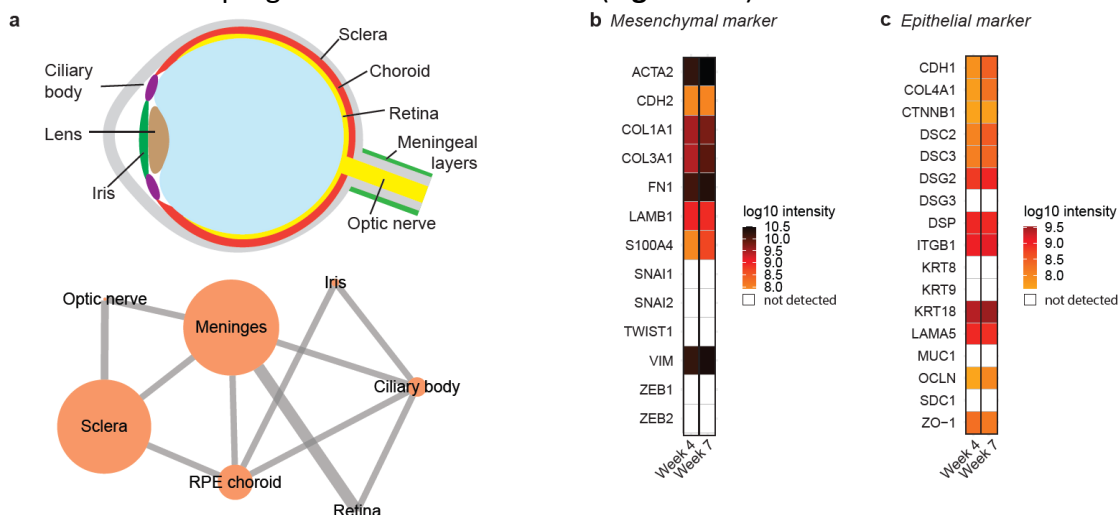 a
Sclera
Choroid
Retina
Meningeal
layers
Optic nerve
Ciliary
body
Lens
Iris
Optic nerve
Meninges
Iris
Ciliary body
Sclera
RPE choroid
Retina
b Mesenchymal marker
ACTA2
CDH2
COL1A1
COL3A1
FN1
LAMB1
S100A4
SNAI1
SNAI2
TWIST1
VIM
ZEB1
ZEB2
Week 4
Week 7
log10 intensity
10.5
10.0
9.5
9.0
8.5
8.0
not detected
c Epithelial marker
CDH1
COL4A1
CTNNB1
DSC2
DSC3
DSG2
DSG3
DSP
ITGB1
KRT8
KRT9
KRT18
LAMA5
MUC1
OCLN
SDC1
ZO−1
Week 4
Week 7
log10 intensity
9.5
9.0
8.5
8.0
not detected